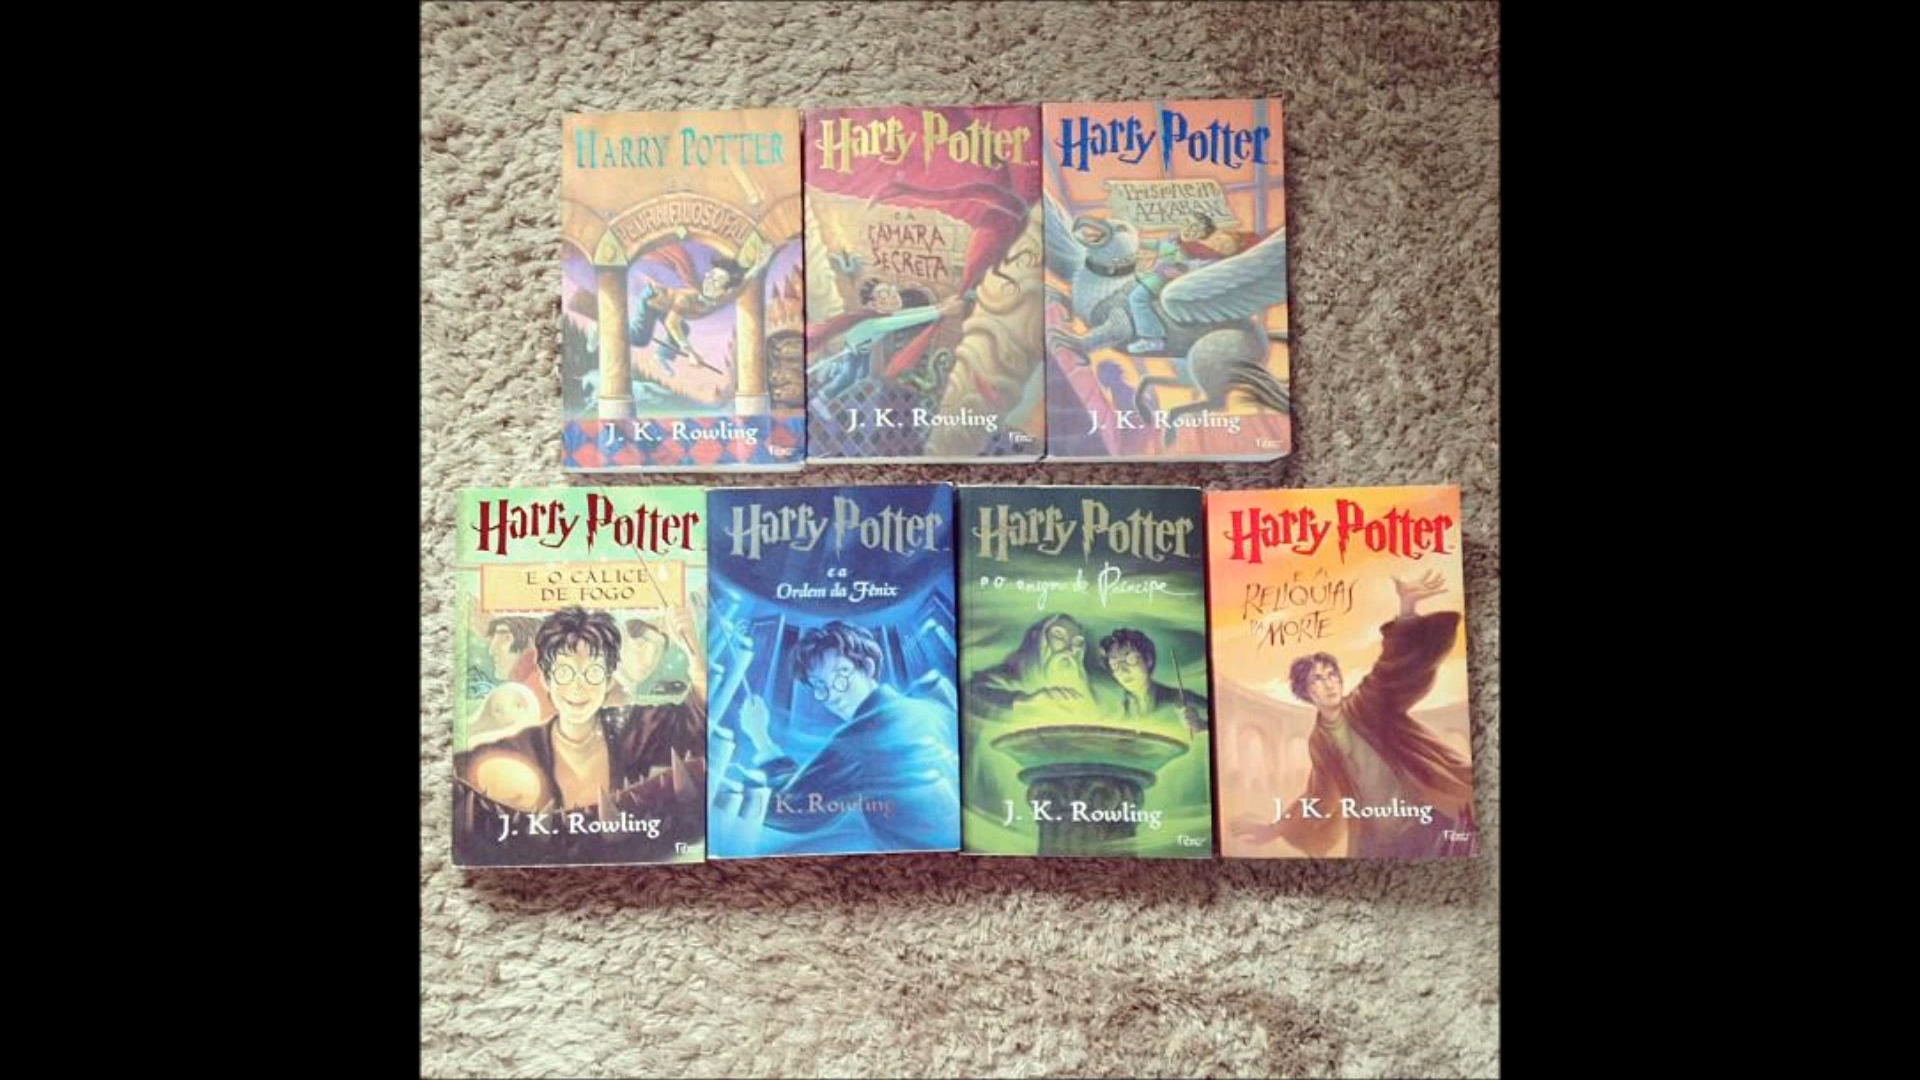 HARRY POTTER
PEDRA FILOSOFAL
J. K. Rowling
Harry Potter
E A
CÂMARA
SECRETA
J. K. Rowling
Harry Potter
Prisioneiro
AZKABAN
J. K. Rowling
Harry Potter
E O CÁLICE
DE FOGO
J. K. Rowling
Harry Potter
e a
Ordem da Fênix
K. Rowling
Harry Potter
e o enigma do Príncipe
J. K. Rowling
Harry Potter
E AS
RELÍQUIAS
DA MORTE
J. K. Rowling